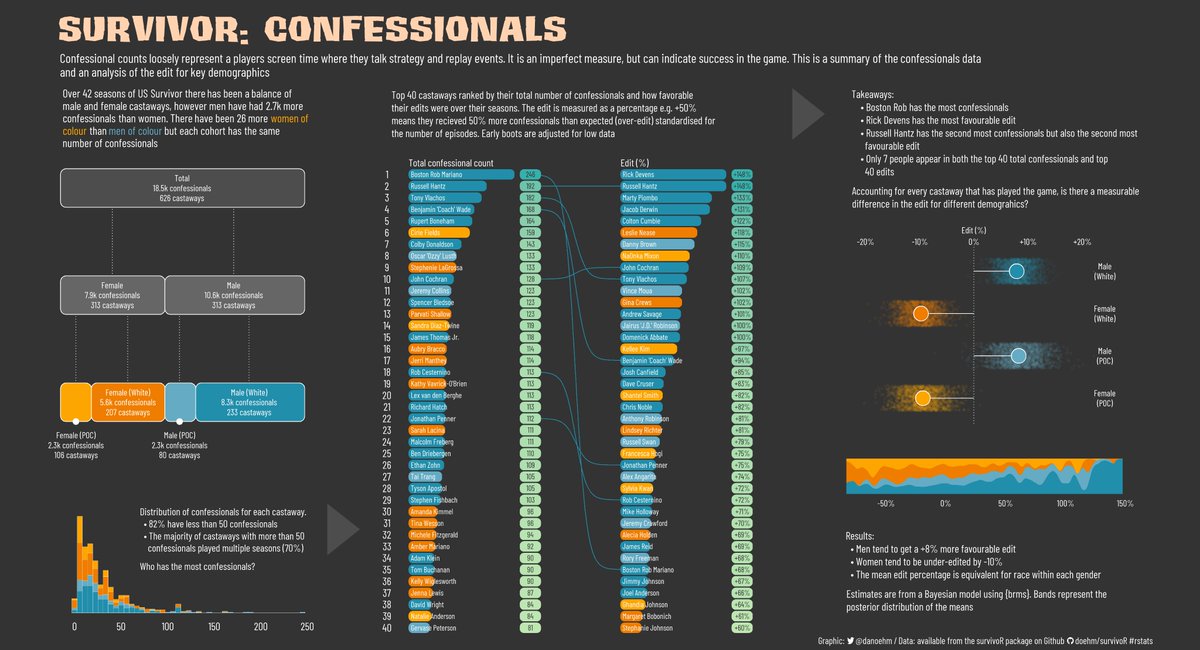 SURVIVOR: CONFESSIONALS
Confessional counts loosely represent a players screen time where they talk strategy and replay events. It is an imperfect measure, but can indicate success in the game. This is a summary of the confessionals data
and an analysis of the edit for key demographics
Over 42 seasons of US Survivor there has been a balance of
male and female castaways, however men have had 2.7k more
confessionals than women. There have been 26 more women of
colour than men of colour but each cohort has the same
number of confessionals
Total
18.5k confessionals
626 castaways
Female
7.9k confessionals
313 castaways
Male
10.6k confessionals
313 castaways
Female (White)
5.6k confessionals
207 castaways
Male (White)
8.3k confessionals
233 castaways
Female (POC)
2.3k confessionals
106 castaways
Male (POC)
2.3k confessionals
80 castaways
Distribution of confessionals for each castaway.
• 82% have less than 50 confessionals
• The majority of castaways with more than 50
confessionals played multiple seasons (70%)
Who has the most confessionals?
0 50 100 150 200 250
Top 40 castaways ranked by their total number of confessionals and how favorable
their edits were over their seasons. The edit is measured as a percentage e.g. +50%
means they recieved 50% more confessionals than expected (over-edit) standardised for
the number of episodes. Early boots are adjusted for low data
Total confessional count Edit (%)
1 Boston Rob Mariano 246 Rick Devens +148%
2 Russell Hantz 192 Russell Hantz +148%
3 Tony Vlachos 182 Marty Piombo +133%
4 Benjamin 'Coach' Wade 168 Jacob Derwin +131%
5 Rupert Boneham 164 Colton Cumbie +122%
6 Cirie Fields 159 Leslie Nease +118%
7 Colby Donaldson 143 Danny Brown +115%
8 Oscar 'Ozzy' Lusth 133 NaOnka Mixon +110%
9 Stephenie LaGrossa 133 John Cochran +109%
10 John Cochran 128 Tony Vlachos +107%
11 Jeremy Collins 123 Vince Moua +102%
12 Spencer Bledsoe 123 Gina Crews +102%
13 Parvati Shallow 123 Andrew Savage +101%
14 Sandra Diaz-Twine 119 Jairus 'J.D.' Robinson +100%
15 James Thomas Jr. 118 Domenick Abbate +100%
16 Aubry Bracco 114 Kellee Kim +97%
17 Jerri Manthey 114 Benjamin 'Coach' Wade +94%
18 Rob Cesternino 113 Josh Canfield +85%
19 Kathy Vavrick-O'Brien 113 Dave Cruser +83%
20 Lex van den Berghe 113 Shantel Smith +82%
21 Richard Hatch 113 Chris Noble +82%
22 Jonathan Penner 112 Anthony Robinson +81%
23 Sarah Lacina 111 Lindsey Richter +81%
24 Malcolm Freberg 111 Russell Swan +79%
25 Ben Driebergen 110 Francesca Hogi +75%
26 Ethan Zohn 109 Jonathan Penner +75%
27 Tai Trang 105 Alex Angarita +74%
28 Tyson Apostol 105 Sylvia Kwan +72%
29 Stephen Fishbach 103 Rob Cesternino +72%
30 Amanda Kimmel 96 Mike Holloway +71%
31 Tina Wesson 96 Jeremy Crawford +70%
32 Michele Fitzgerald 94 Alecia Holden +69%
33 Amber Mariano 92 James Reid +69%
34 Adam Klein 90 Rory Freeman +68%
35 Tom Buchanan 90 Boston Rob Mariano +68%
36 Kelly Wiglesworth 90 Jimmy Johnson +67%
37 Jenna Lewis 87 Joel Anderson +66%
38 David Wright 84 Ghandia Johnson +64%
39 Natalie Anderson 84 Margaret Bobonich +61%
40 Gervase Peterson 81 Stephanie Johnson +60%
Takeaways:
• Boston Rob has the most confessionals
• Rick Devens has the most favourable edit
• Russell Hantz has the second most confessionals but also the second most
favourable edit
• Only 7 people appear in both the top 40 total confessionals and top
40 edits
Accounting for every castaway that has played the game, is there a measurable
difference in the edit for different demograhics?
Edit (%)
-20% -10% 0% +10% +20%
Male
(White)
Female
(White)
Male
(POC)
Female
(POC)
-50% 0% 50% 100% 150%
Results:
• Men tend to get a +8% more favourable edit
• Women tend to be under-edited by -10%
• The mean edit percentage is equivalent for race within each gender
Estimates are from a Bayesian model using {brms}. Bands represent the
posterior distribution of the means
Graphic: @danoehm / Data: available from the survivoR package on Github doehm/survivoR #rstats